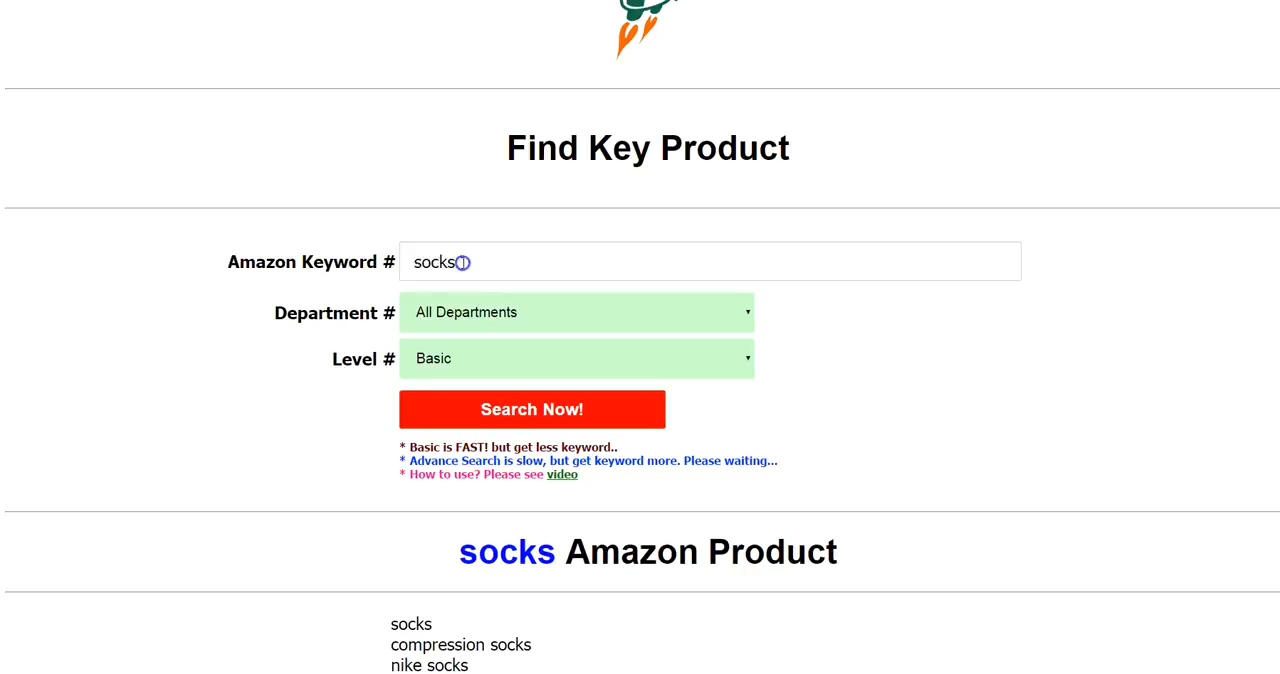 Find Key Product
Amazon Keyword # socks
Department # All Departments
Level # Basic
Search Now!
* Basic is FAST! but get less keyword..
* Advance Search is slow, but get keyword more. Please waiting...
* How to use? Please see video
socks Amazon Product
socks
compression socks
nike socks